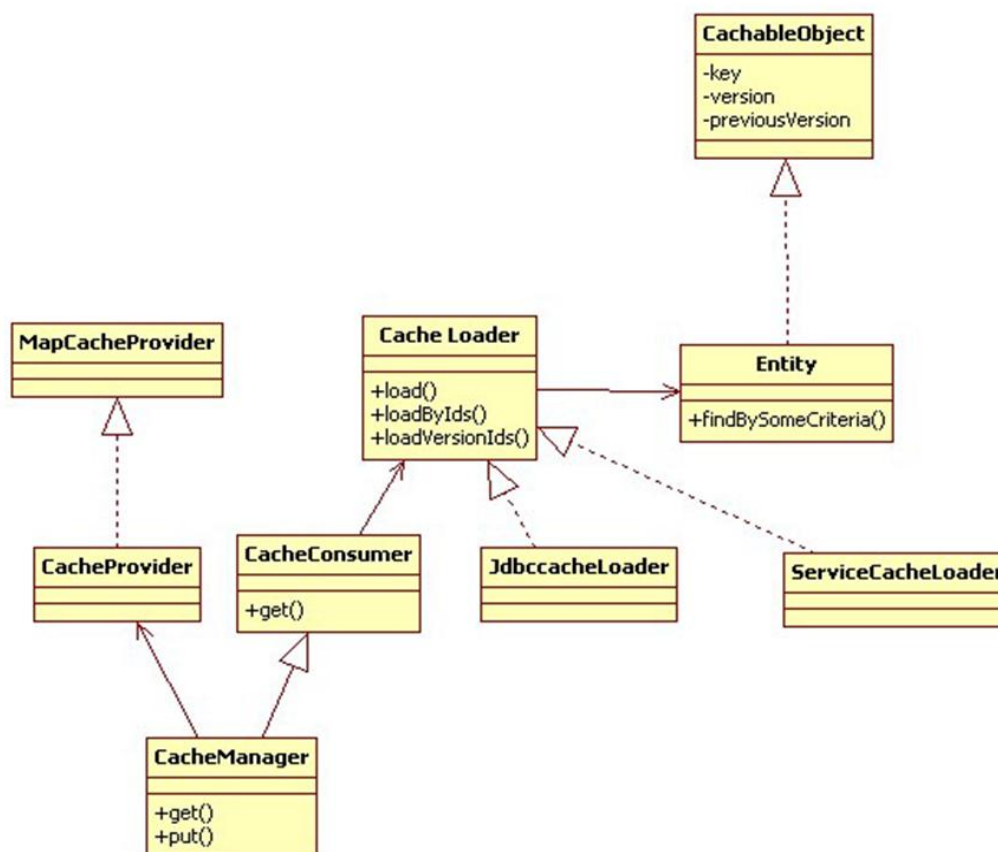 CachableObject
-key
-version
-previousVersion
MapCacheProvider
Cache Loader
+load()
+loadByIds()
+loadVersionIds()
Entity
+findBySomeCriteria()
CacheProvider
CacheConsumer
+get()
JdbccacheLoader
ServiceCacheLoader
CacheManager
+get()
+put()